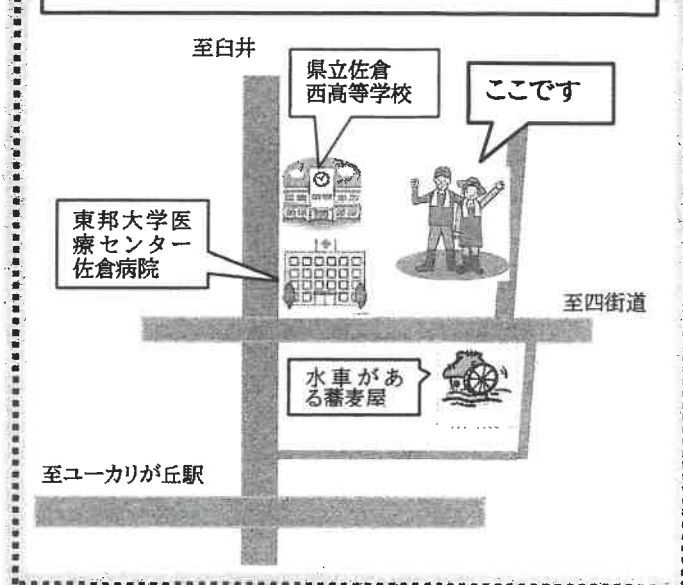 至臼井
県立佐倉
西高等学校
ここです
東邦大学医
療センター
佐倉病院
至四街道
水車があ
る蕎麦屋
至ユーカリが丘駅